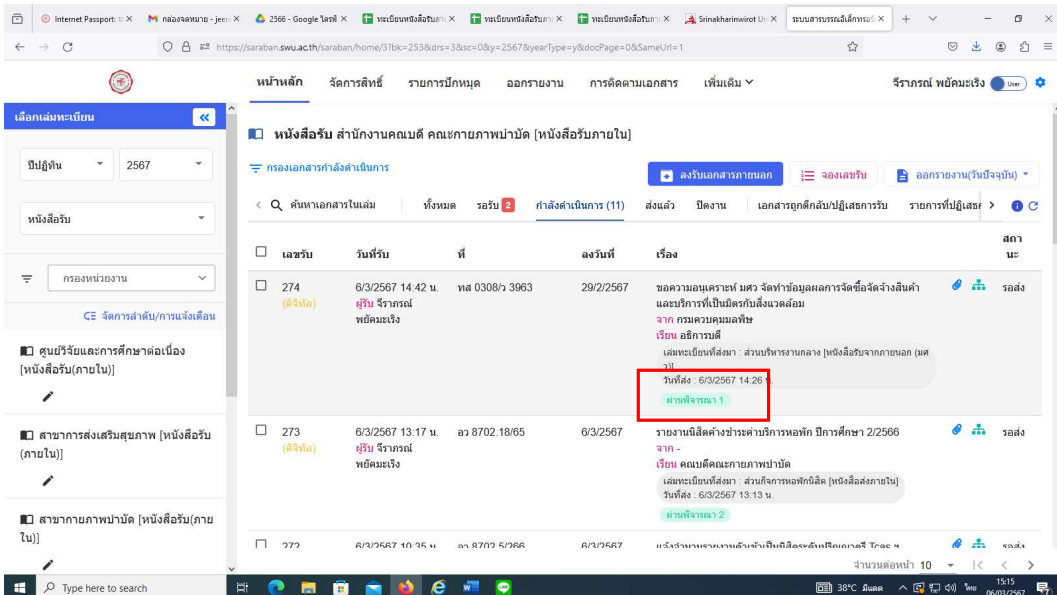 Internet Passport:
กล่องจดหมาย - jeer
2566 - Google ไดรฟ์
ทะเบียนหนังสือรับภา
ทะเบียนหนังสือรับภา
ทะเบียนหนังสือรับภา
Srinakharinwirot Un
ระบบสารบรรณอิเล็กทรอนิ
https://saraban.swu.ac.th/saraban/home/3?bk=253&drs=3&sc=0&y=2567&yearType=y&docPage=0&SameUrl=1
หน้าหลัก จัดการสิทธิ์ รายการปักหมุด ออกรายงาน การติดตามเอกสาร เพิ่มเติม
จีราภรณ์ พยัคมะเริง User
เลือกเล่มทะเบียน
หนังสือรับ สำนักงานคณบดี คณะกายภาพบำบัด [หนังสือรับภายใน]
ปีปฏิทิน 2567
กรองเอกสารกำลังดำเนินการ
ลงรับเอกสารภายนอก จองเลขรับ ออกรายงาน(วันปัจจุบัน)
หนังสือรับ
ค้นหาเอกสารในเล่ม ทั้งหมด รอรับ 2 กำลังดำเนินการ (11) ส่งแล้ว ปิดงาน เอกสารถูกตีกลับ/ปฏิเสธการรับ รายการที่ปฏิเสธ
กรองหน่วยงาน
จัดการลำดับ/การแจ้งเตือน
ศูนย์วิจัยและการศึกษาต่อเนื่อง
[หนังสือรับ(ภายใน)]
สาขาการส่งเสริมสุขภาพ [หนังสือรับ
(ภายใน)]
สาขากายภาพบำบัด [หนังสือรับ(ภาย
ใน)]
เลขรับ วันที่รับ ที่ ลงวันที่ เรื่อง สถา
นะ
274 6/3/2567 14:42 น. ทส 0308/ว 3963 29/2/2567 ขอความอนุเคราะห์ มศว จัดทำข้อมูลผลการจัดซื้อจัดจ้างสินค้า รอส่ง
(ดิจิทัล) ผู้รับ จีราภรณ์ และบริการที่เป็นมิตรกับสิ่งแวดล้อม
พยัคมะเริง จาก กรมควบคุมมลพิษ
เรียน อธิการบดี
เล่มทะเบียนที่ส่งมา : ส่วนบริหารงานกลาง [หนังสือรับจากภายนอก (มศ
ว)]
วันที่ส่ง : 6/3/2567 14:26 น.
ผ่านพิจารณา 1
273 6/3/2567 13:17 น. อว 8702.18/65 6/3/2567 รายงานนิสิตค้างชำระค่าบริการหอพัก ปีการศึกษา 2/2566 รอส่ง
(ดิจิทัล) ผู้รับ จีราภรณ์ จาก -
พยัคมะเริง เรียน คณบดีคณะกายภาพบำบัด
เล่มทะเบียนที่ส่งมา : ส่วนกิจการหอพักนิสิต [หนังสือส่งภายใน]
วันที่ส่ง : 6/3/2567 13:13 น.
ผ่านพิจารณา 2
272 6/3/2567 10:35 น. อว 8702.5/266 6/3/2567 รอส่ง
จำนวนต่อหน้า 10
Type here to search
38°C มีแดด ไทย 15:15
06/03/2567